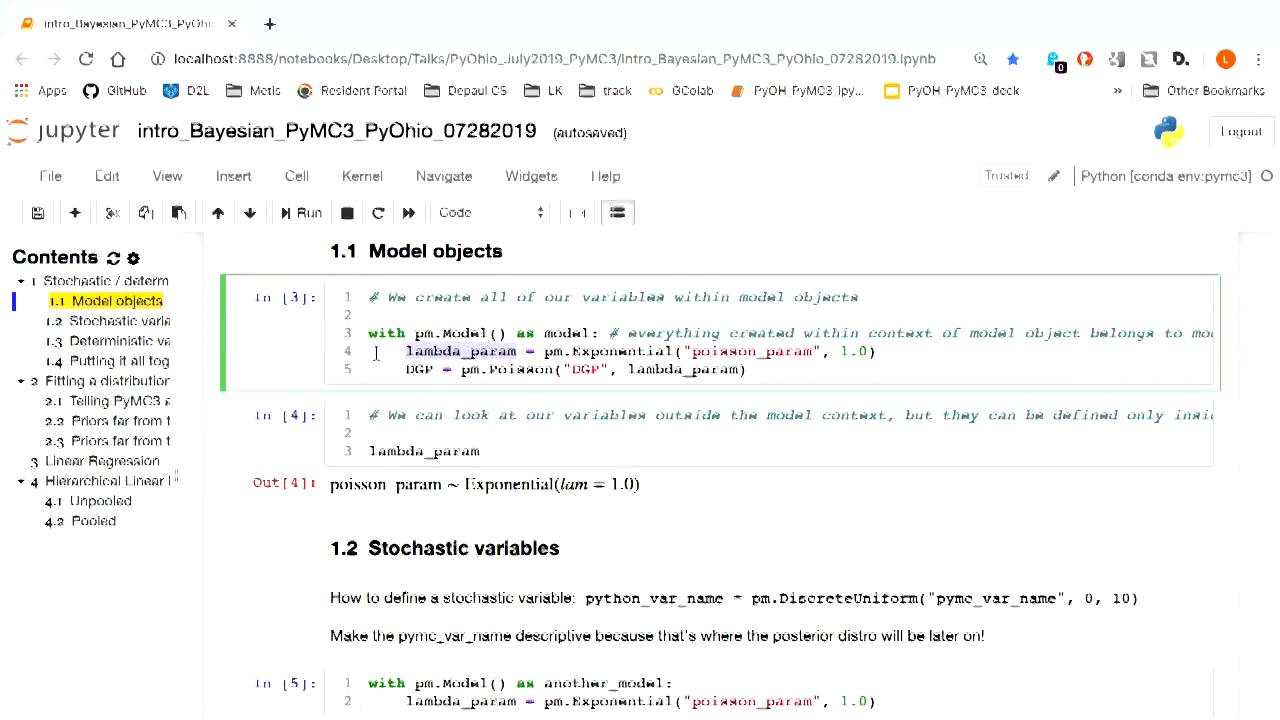 intro_Bayesian_PyMC3_PyOhio
localhost:8888/notebooks/Desktop/Talks/PyOhio_July2019_PyMC3/intro_Bayesian_PyMC3_PyOhio_07282019.ipynb
0
L
Apps GitHub D2L Metis Resident Portal Depaul CS LK track GColab PyOH PyMC3 ipy... PyOH PyMC3 deck » Other Bookmarks
jupyter intro_Bayesian_PyMC3_PyOhio_07282019 (autosaved) Logout
File Edit View Insert Cell Kernel Navigate Widgets Help Trusted Python [conda env:pymc3]
Run Code
Contents
1 Stochastic / determ
1.1 Model objects
1.2 Stochastic varia
1.3 Deterministic va
1.4 Putting it all tog
2 Fitting a distribution
2.1 Telling PyMC3 a
2.2 Priors far from t
2.3 Priors far from t
3 Linear Regression
4 Hierarchical Linear
4.1 Unpooled
4.2 Pooled
1.1 Model objects
In [3]:
1 # We create all of our variables within model objects
2
3 with pm.Model() as model: # everything created within context of model object belongs to mod
4 lambda_param = pm.Exponential("poisson_param", 1.0)
5 DGP = pm.Poisson("DGP", lambda_param)
In [4]:
1 # We can look at our variables outside the model context, but they can be defined only insid
2
3 lambda_param
Out[4]: poisson_param ~ Exponential(lam = 1.0)
1.2 Stochastic variables
How to define a stochastic variable: python_var_name = pm.DiscreteUniform("pymc_var_name", 0, 10)
Make the pymc_var_name descriptive because that's where the posterior distro will be later on!
In [5]:
1 with pm.Model() as another_model:
2 lambda_param = pm.Exponential("poisson_param", 1.0)